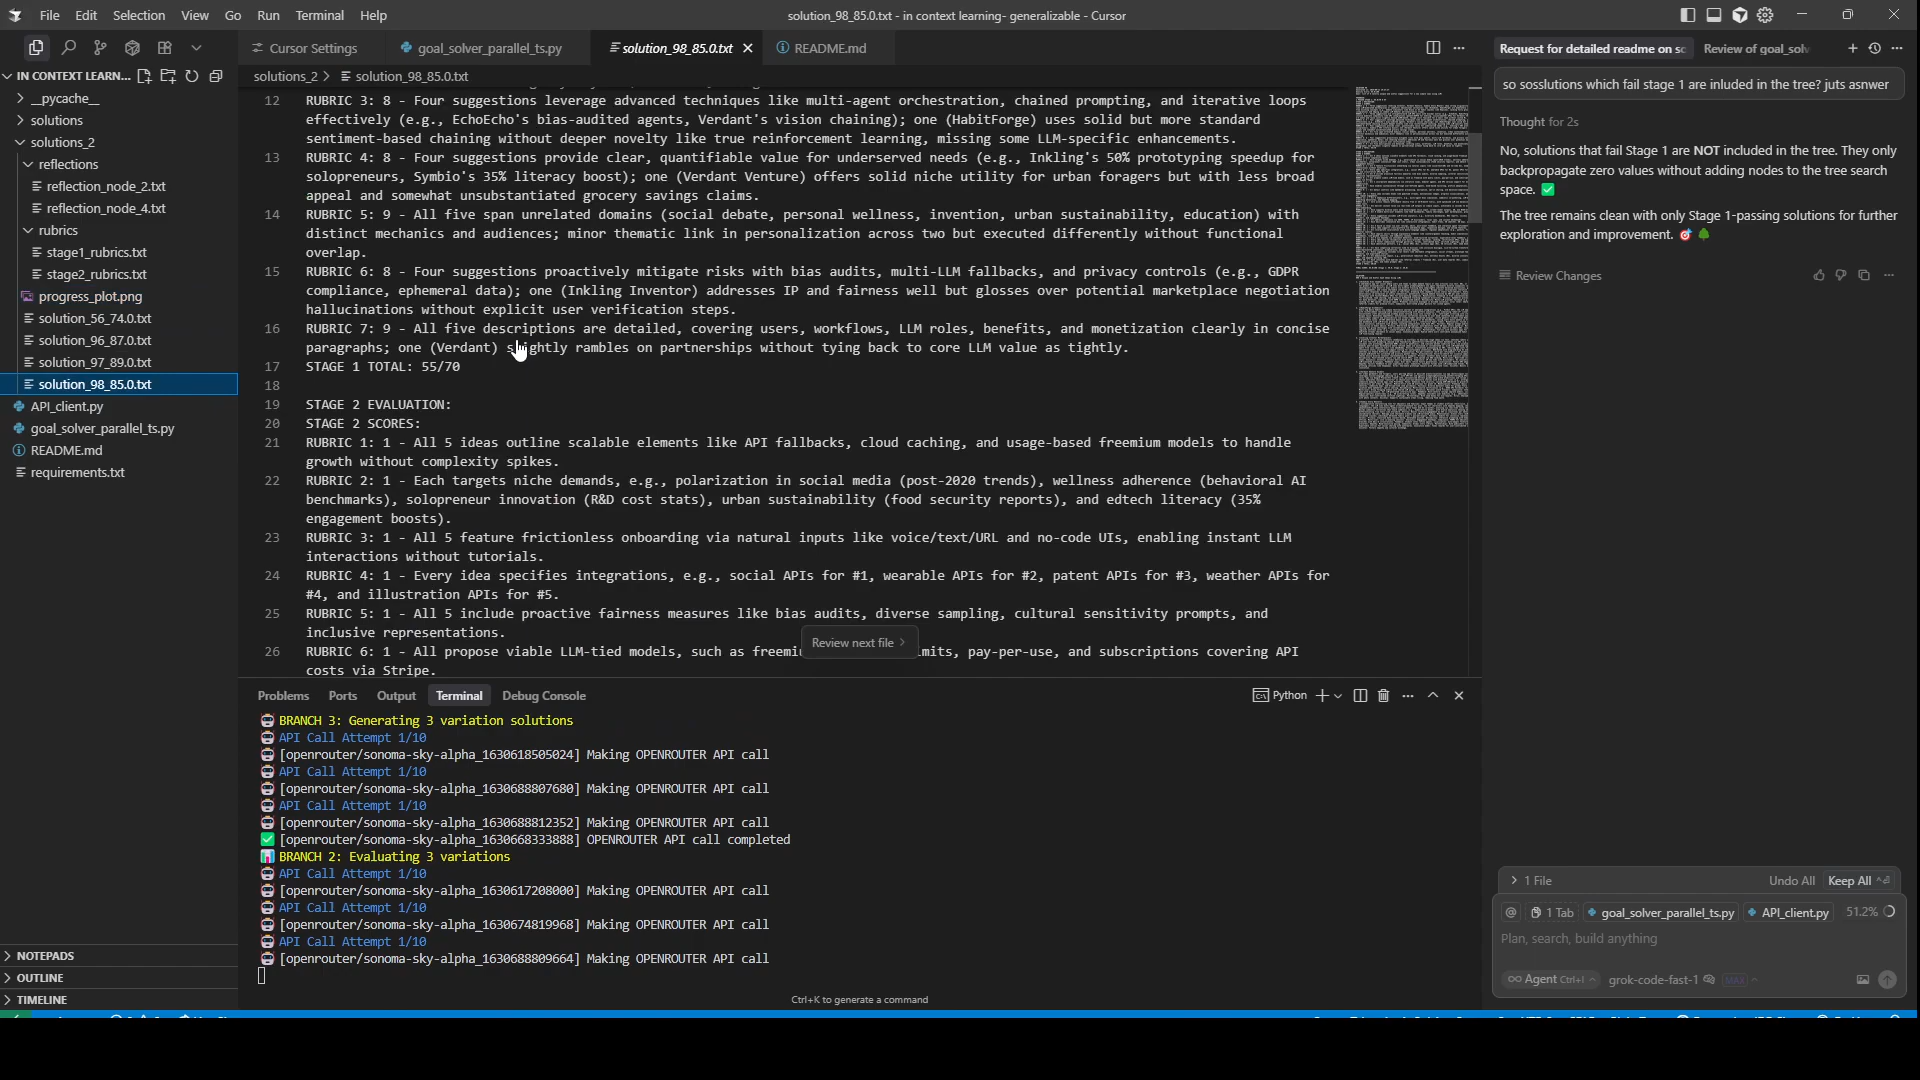 File Edit Selection View Go Run Terminal Help
solution_98_85.0.txt - in context learning- generalizable - Cursor
IN CONTEXT LEARN...
__pycache__
solutions
solutions_2
reflections
reflection_node_2.txt
reflection_node_4.txt
rubrics
stage1_rubrics.txt
stage2_rubrics.txt
progress_plot.png
solution_56_74.0.txt
solution_96_87.0.txt
solution_97_89.0.txt
solution_98_85.0.txt
API_client.py
goal_solver_parallel_ts.py
README.md
requirements.txt
NOTEPADS
OUTLINE
TIMELINE
Cursor Settings goal_solver_parallel_ts.py solution_98_85.0.txt README.md
solutions_2 > solution_98_85.0.txt
12 RUBRIC 3: 8 - Four suggestions leverage advanced techniques like multi-agent orchestration, chained prompting, and iterative loops
effectively (e.g., EchoEcho's bias-audited agents, Verdant's vision chaining); one (HabitForge) uses solid but more standard
sentiment-based chaining without deeper novelty like true reinforcement learning, missing some LLM-specific enhancements.
13 RUBRIC 4: 8 - Four suggestions provide clear, quantifiable value for underserved needs (e.g., Inkling's 50% prototyping speedup for
solopreneurs, Symbio's 35% literacy boost); one (Verdant Venture) offers solid niche utility for urban foragers but with less broad
appeal and somewhat unsubstantiated grocery savings claims.
14 RUBRIC 5: 9 - All five span unrelated domains (social debate, personal wellness, invention, urban sustainability, education) with
distinct mechanics and audiences; minor thematic link in personalization across two but executed differently without functional
overlap.
15 RUBRIC 6: 8 - Four suggestions proactively mitigate risks with bias audits, multi-LLM fallbacks, and privacy controls (e.g., GDPR
compliance, ephemeral data); one (Inkling Inventor) addresses IP and fairness well but glosses over potential marketplace negotiation
hallucinations without explicit user verification steps.
16 RUBRIC 7: 9 - All five descriptions are detailed, covering users, workflows, LLM roles, benefits, and monetization clearly in concise
paragraphs; one (Verdant) slightly rambles on partnerships without tying back to core LLM value as tightly.
17 STAGE 1 TOTAL: 55/70
18
19 STAGE 2 EVALUATION:
20 STAGE 2 SCORES:
21 RUBRIC 1: 1 - All 5 ideas outline scalable elements like API fallbacks, cloud caching, and usage-based freemium models to handle
growth without complexity spikes.
22 RUBRIC 2: 1 - Each targets niche demands, e.g., polarization in social media (post-2020 trends), wellness adherence (behavioral AI
benchmarks), solopreneur innovation (R&D cost stats), urban sustainability (food security reports), and edtech literacy (35%
engagement boosts).
23 RUBRIC 3: 1 - All 5 feature frictionless onboarding via natural inputs like voice/text/URL and no-code UIs, enabling instant LLM
interactions without tutorials.
24 RUBRIC 4: 1 - Every idea specifies integrations, e.g., social APIs for #1, wearable APIs for #2, patent APIs for #3, weather APIs for
#4, and illustration APIs for #5.
25 RUBRIC 5: 1 - All 5 include proactive fairness measures like bias audits, diverse sampling, cultural sensitivity prompts, and
inclusive representations.
26 RUBRIC 6: 1 - All propose viable LLM-tied models, such as freemi mits, pay-per-use, and subscriptions covering API
costs via Stripe.
Review next file >
Problems Ports Output Terminal Debug Console
Python
BRANCH 3: Generating 3 variation solutions
API Call Attempt 1/10
[openrouter/sonoma-sky-alpha_1630618505024] Making OPENROUTER API call
API Call Attempt 1/10
[openrouter/sonoma-sky-alpha_1630688807680] Making OPENROUTER API call
API Call Attempt 1/10
[openrouter/sonoma-sky-alpha_1630688812352] Making OPENROUTER API call
[openrouter/sonoma-sky-alpha_1630668333888] OPENROUTER API call completed
BRANCH 2: Evaluating 3 variations
API Call Attempt 1/10
[openrouter/sonoma-sky-alpha_1630617208000] Making OPENROUTER API call
API Call Attempt 1/10
[openrouter/sonoma-sky-alpha_1630674819968] Making OPENROUTER API call
API Call Attempt 1/10
[openrouter/sonoma-sky-alpha_1630688809664] Making OPENROUTER API call
Ctrl+K to generate a command
Request for detailed readme on sc Review of goal_solv
so sosslutions which fail stage 1 are inluded in the tree? juts asnwer
Thought for 2s
No, solutions that fail Stage 1 are NOT included in the tree. They only
backpropagate zero values without adding nodes to the tree search
space.
The tree remains clean with only Stage 1-passing solutions for further
exploration and improvement.
Review Changes
> 1 File Undo All Keep All
@ 1 Tab goal_solver_parallel_ts.py API_client.py 51.2%
Plan, search, build anything
Agent Ctrl+I grok-code-fast-1 MAX